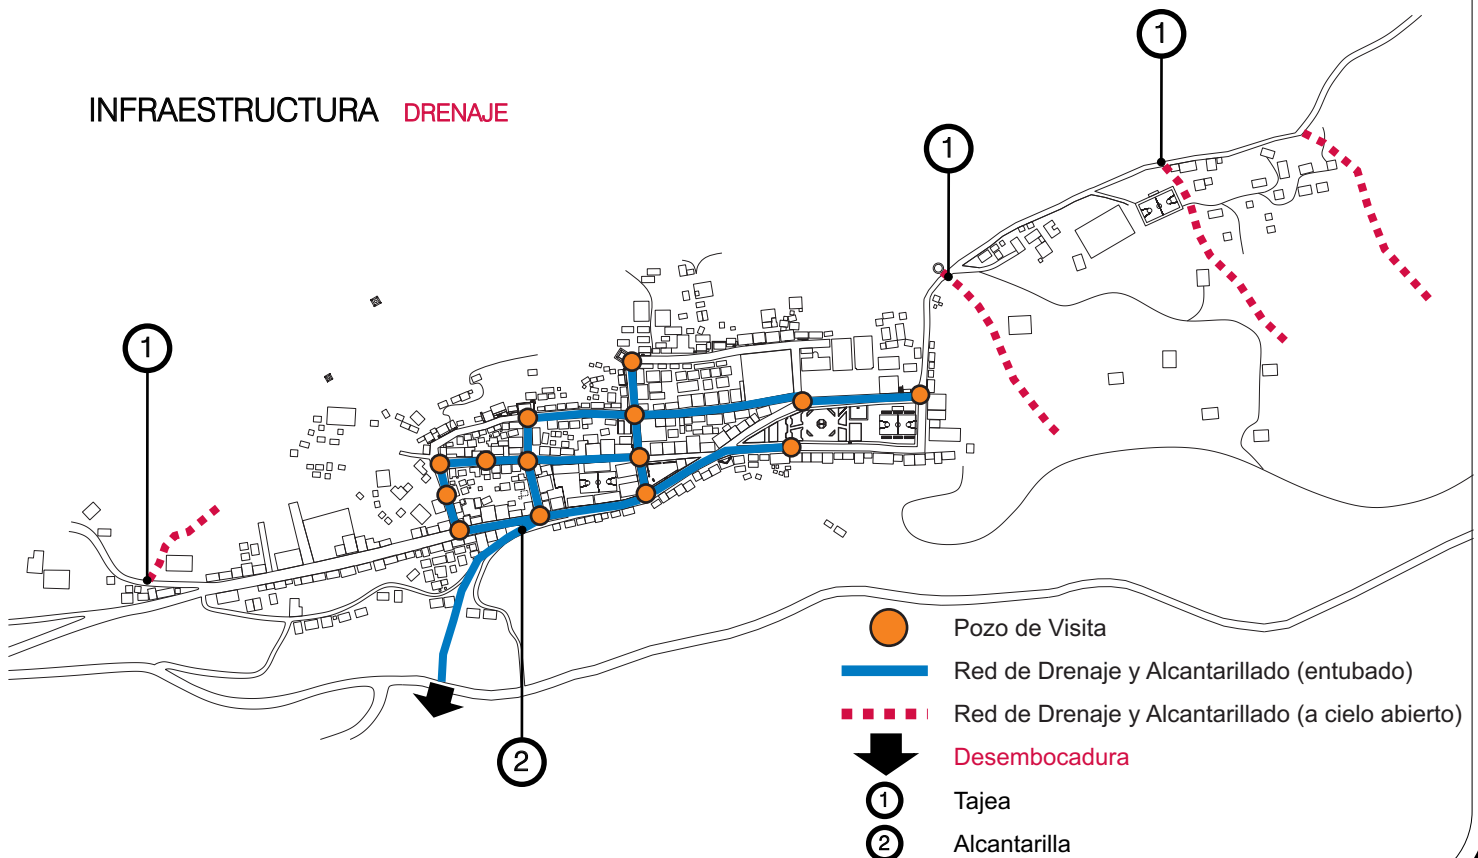 1
1
INFRAESTRUCTURA DRENAJE
1
2
Pozo de Visita
Red de Drenaje y Alcantarillado (entubado)
Red de Drenaje y Alcantarillado (a cielo abierto)
Desembocadura
1 Tajea
2 Alcantarilla